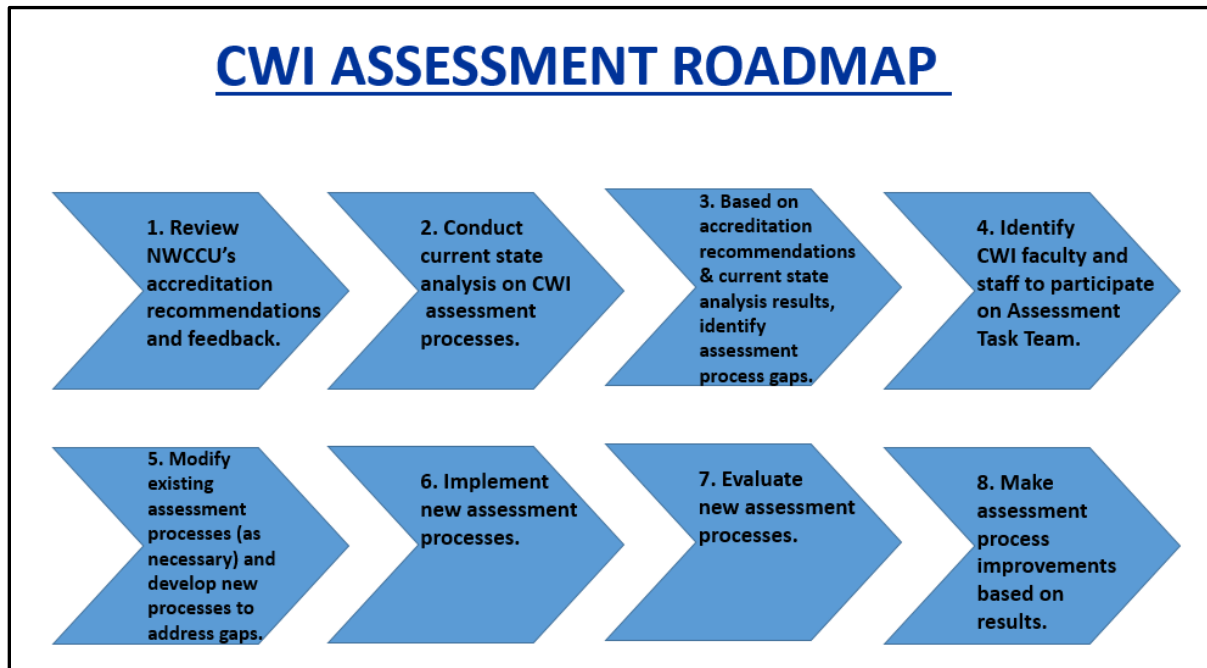 CWI ASSESSMENT ROADMAP
1. Review
NWCCU’s
accreditation
recommendations
and feedback.
2. Conduct
current state
analysis on CWI
assessment
processes.
3. Based on
accreditation
recommendations
& current state
analysis results,
identify
assessment
process gaps.
4. Identify
CWI faculty and
staff to participate
on Assessment
Task Team.
5. Modify
existing
assessment
processes (as
necessary) and
develop new
processes to
address gaps.
6. Implement
new assessment
processes.
7. Evaluate
new assessment
processes.
8. Make
assessment
process
improvements
based on
results.